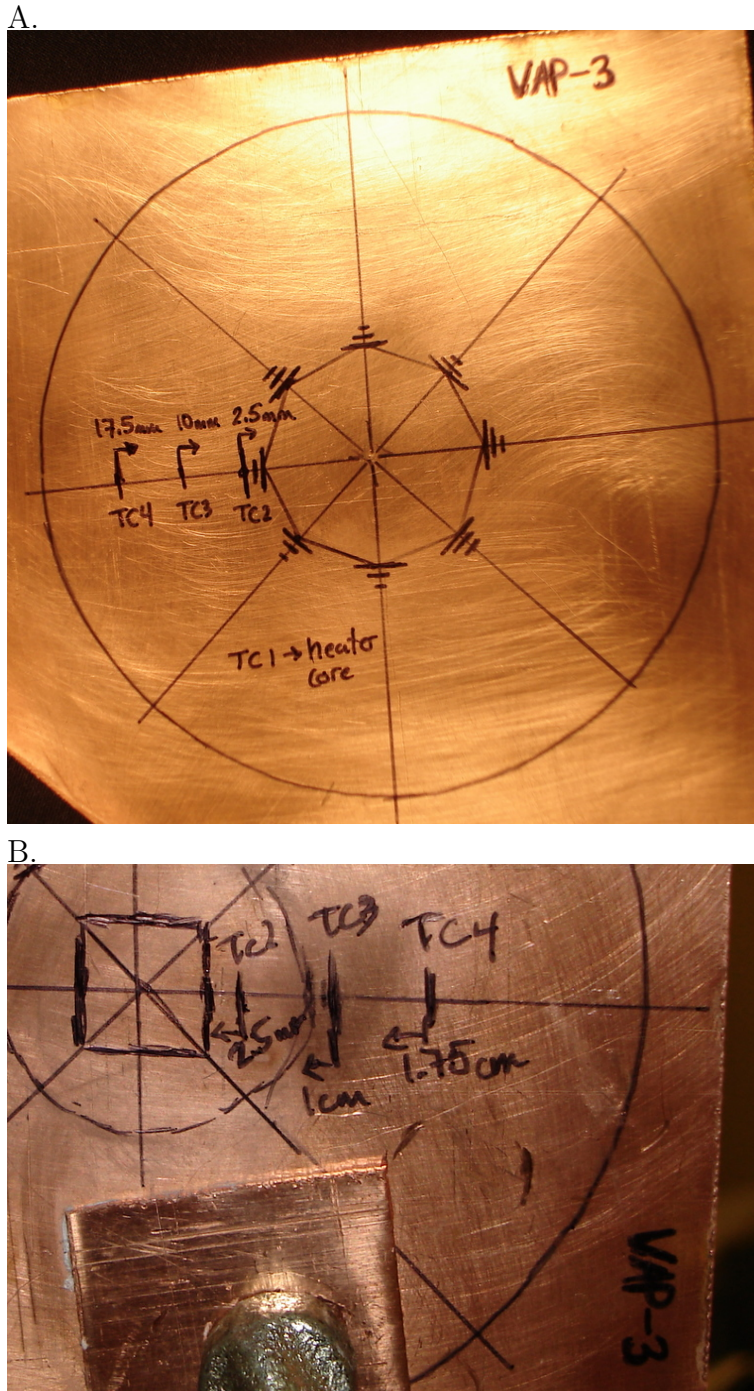 A.
VAP-3
17.5mm 10mm 2.5mm
TC4 TC3 TC2
TC1→heater
core
B.
TC2 TC3 TC4
2.5mm
1cm
1.75cm
VAP-3